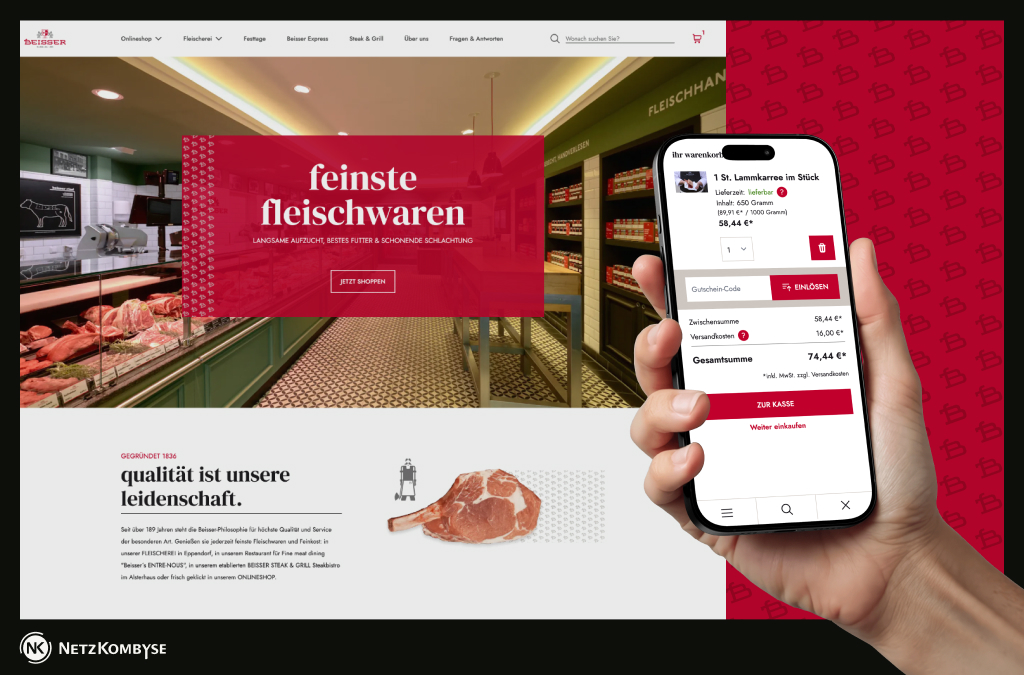 BEISSER
Onlineshop
Fleischerei
Festtage
Beisser Express
Steak & Grill
Über uns
Fragen & Antworten
Wonach suchen Sie?
1
FLEISCHHAN
feinste
fleischwaren
LANGSAME AUFZUCHT, BESTES FUTTER & SCHONENDE SCHLACHTUNG
JETZT SHOPPEN
GEGRÜNDET 1836
qualität ist unsere
leidenschaft.
Seit über 189 Jahren steht die Beisser-Philosophie für höchste Qualität und Service
der besonderen Art. Genießen sie jederzeit feinste Fleischwaren und Feinkost: in
unserer FLEISCHEREI in Eppendorf, in unserem Restaurant für Fine meat dining
"Beisser's ENTRE-NOUS", in unserem etablierten BEISSER STEAK & GRILL Steakbistro
im Alsterhaus oder frisch geklickt in unserem ONLINESHOP.
ihr warenkorb
1 St. Lammkarree im Stück
Lieferzeit: lieferbar ?
Inhalt: 650 Gramm
(89,91 €* / 1000 Gramm)
58,44 €*
1
Gutschein-Code
EINLÖSEN
Zwischensumme 58,44 €*
Versandkosten ? 16,00 €*
Gesamtsumme 74,44 €*
*inkl. MwSt. zzgl. Versandkosten
ZUR KASSE
Weiter einkaufen
NK NETZKOMBYSE